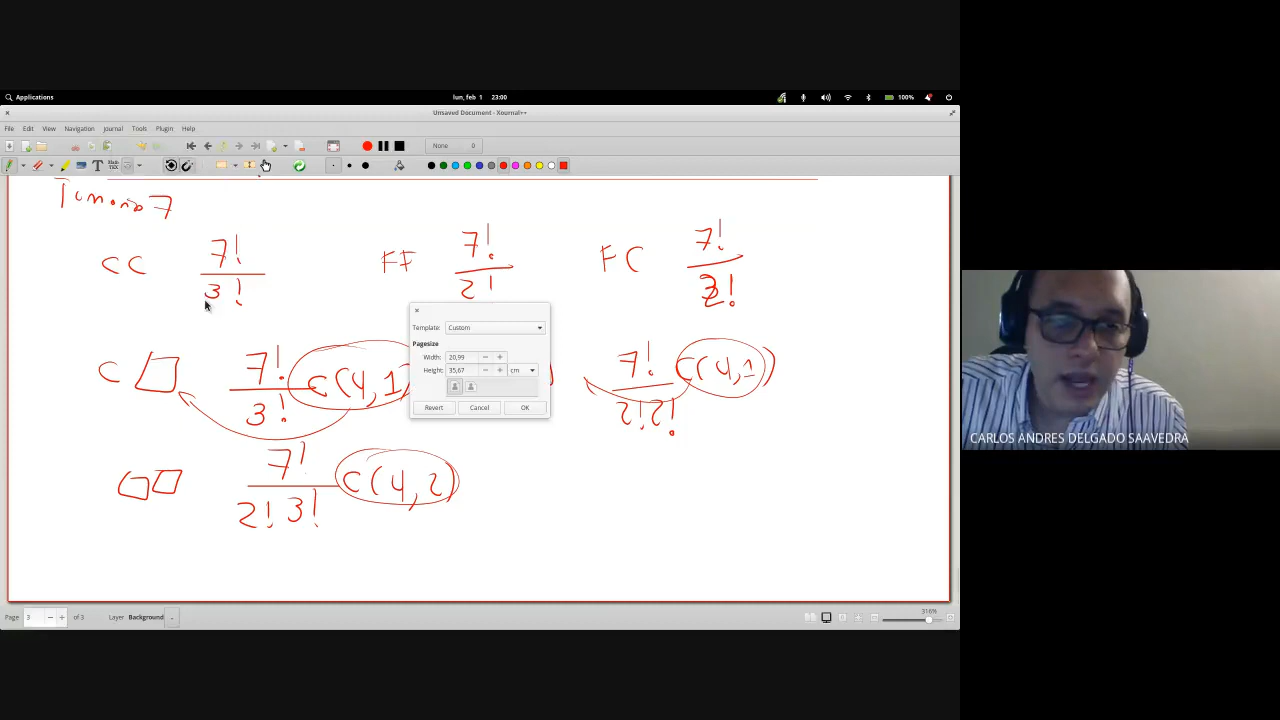 Applications
lun, feb 1 23:00
100%
Unsaved Document - Xournal++
File Edit View Navigation Journal Tools Plugin Help
None 0
Tamaño 7
CC 7!/3! FF 7!/2! FC 7!/2!
Template: Custom
Pagesize
Width: 20,99
Height: 35,67 cm
Revert Cancel OK
C 7!/3! C(4,1) 7!/2!2! C(4,1)
7!/2!3! C(4,2)
CARLOS ANDRES DELGADO SAAVEDRA
Page 3 of 3 Layer Background
316%